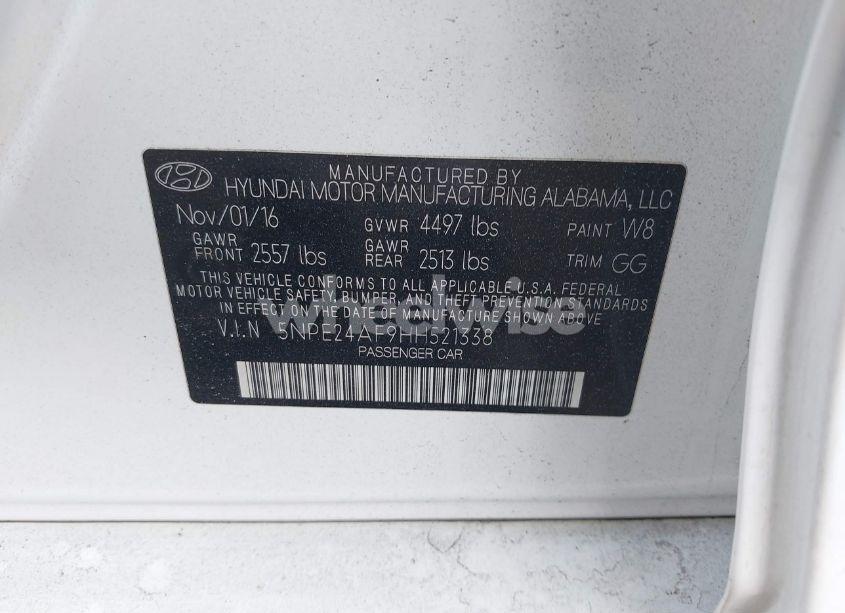 MANUFACTURED BY
HYUNDAI MOTOR MANUFACTURING ALABAMA, LLC
Nov/01/16 GVWR 4497 lbs PAINT W8
GAWR FRONT 2557 lbs GAWR REAR 2513 lbs TRIM GG
THIS VEHICLE CONFORMS TO ALL APPLICABLE U.S.A. FEDERAL
MOTOR VEHICLE SAFETY, BUMPER, AND THEFT PREVENTION STANDARDS
IN EFFECT ON THE DATE OF MANUFACTURE SHOWN ABOVE
wheelwise
V.I.N 5NPE24AF9HH521338
PASSENGER CAR